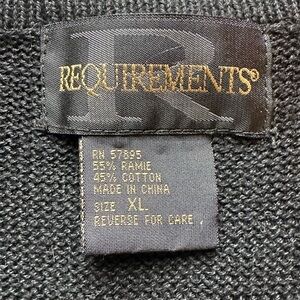 R
REQUIREMENTS®
RN 57895
55% RAMIE
45% COTTON
MADE IN CHINA
SIZE XL
REVERSE FOR CARE